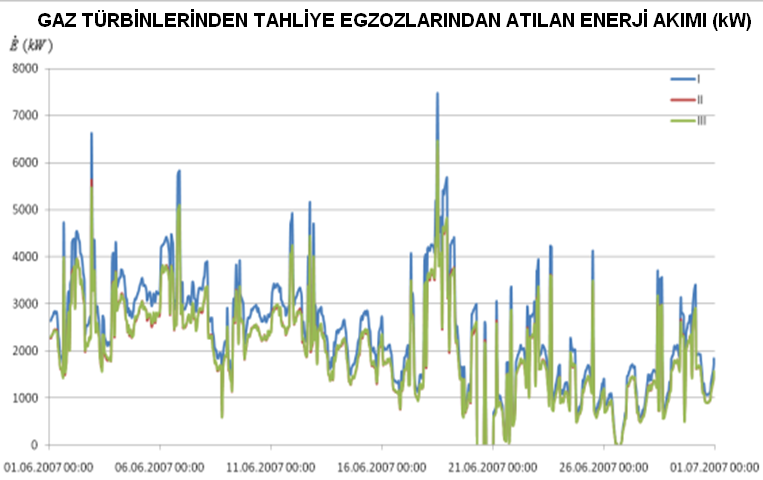 GAZ TÜRBİNLERİNDEN TAHLİYE EGZOZLARINDAN ATILAN ENERJİ AKIMI (kW)
Ė (kW)
8000
7000
6000
5000
4000
3000
2000
1000
0
I
II
III
01.06.2007 00:00 06.06.2007 00:00 11.06.2007 00:00 16.06.2007 00:00 21.06.2007 00:00 26.06.2007 00:00 01.07.2007 00:00